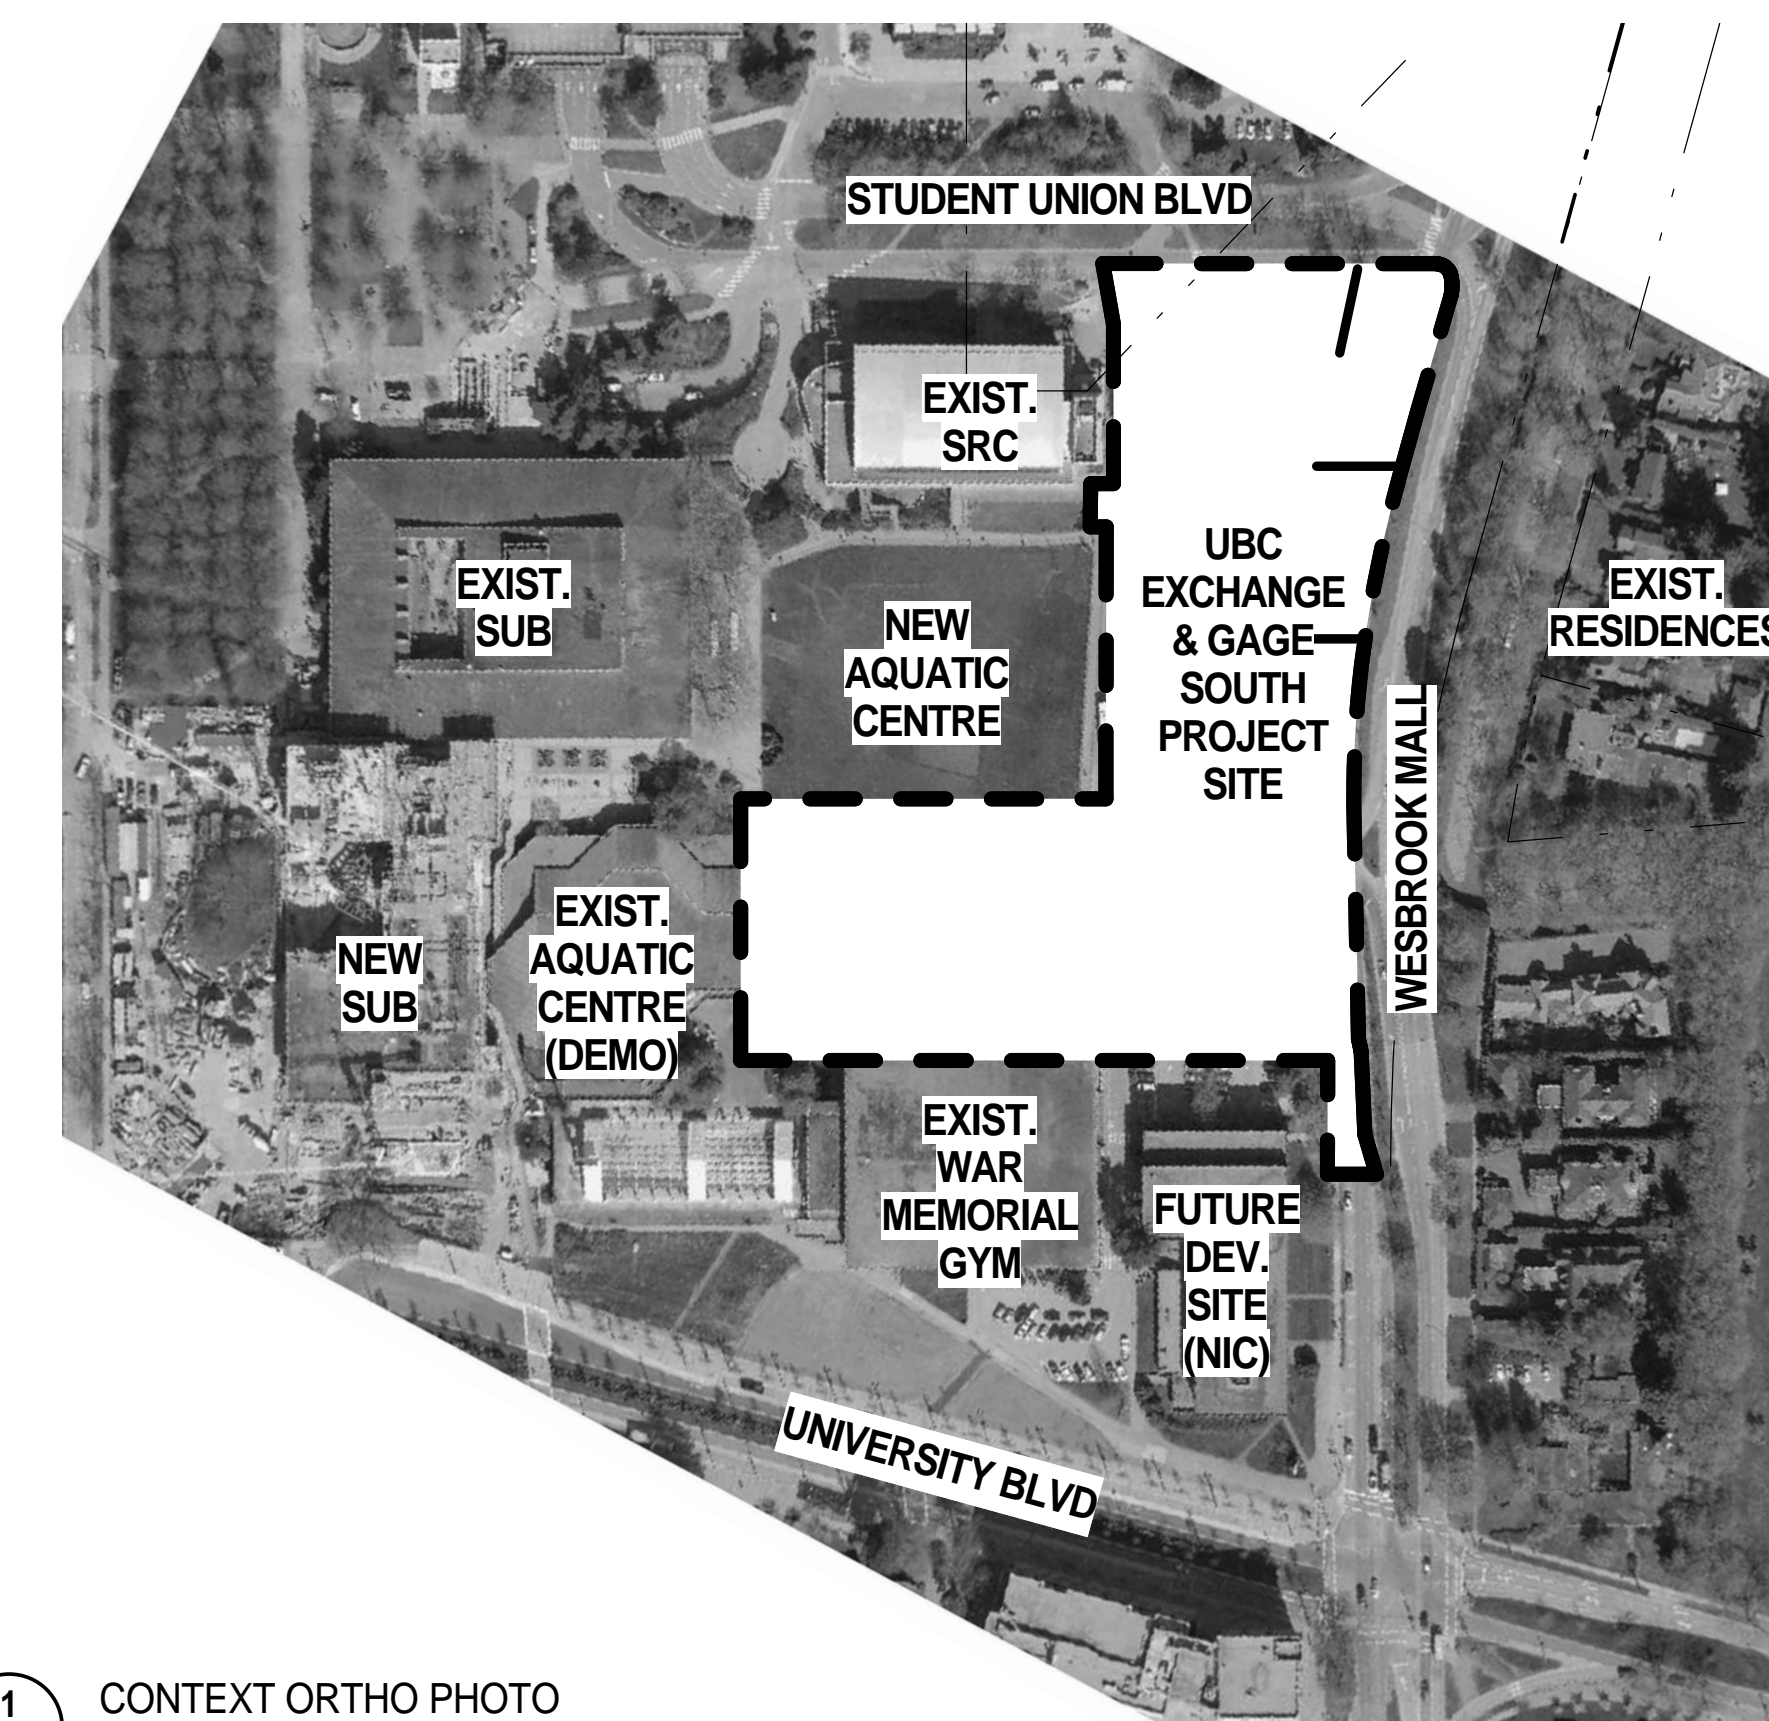 STUDENT UNION BLVD
EXIST.
SRC
UBC
EXCHANGE
& GAGE
SOUTH
PROJECT
SITE
EXIST.
SUB
EXIST.
RESIDENCES
NEW
AQUATIC
CENTRE
WESBROOK MALL
EXIST.
AQUATIC
CENTRE
(DEMO)
NEW
SUB
EXIST.
WAR
MEMORIAL
GYM
FUTURE
DEV.
SITE
(NIC)
UNIVERSITY BLVD
1
CONTEXT ORTHO PHOTO